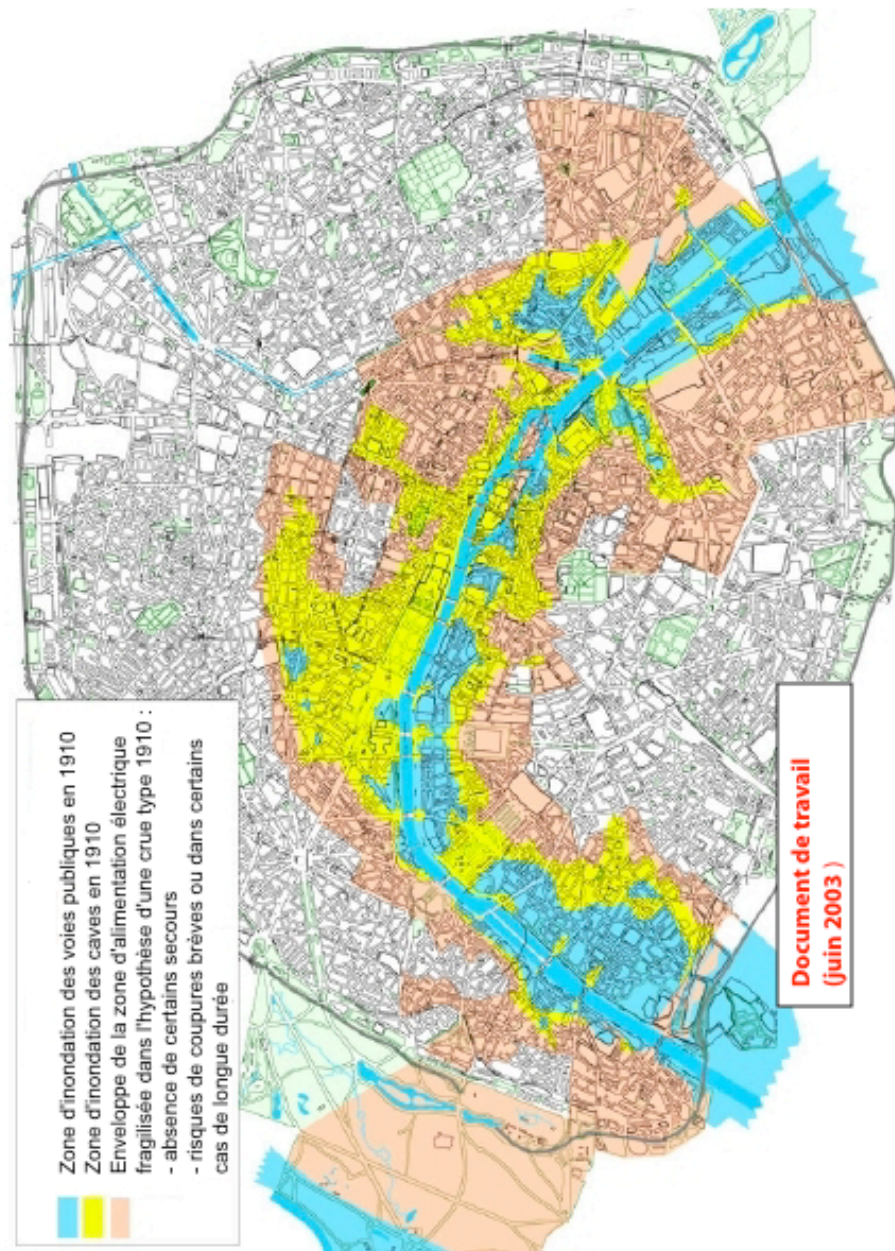 Zone d'inondation des voies publiques en 1910
Zone d'inondation des caves en 1910
Enveloppe de la zone d'alimentation électrique
fragilisée dans l'hypothèse d'une crue type 1910 :
- absence de certains secours
- risques de coupures brèves ou dans certains
cas de longue durée
Document de travail
(juin 2003 )